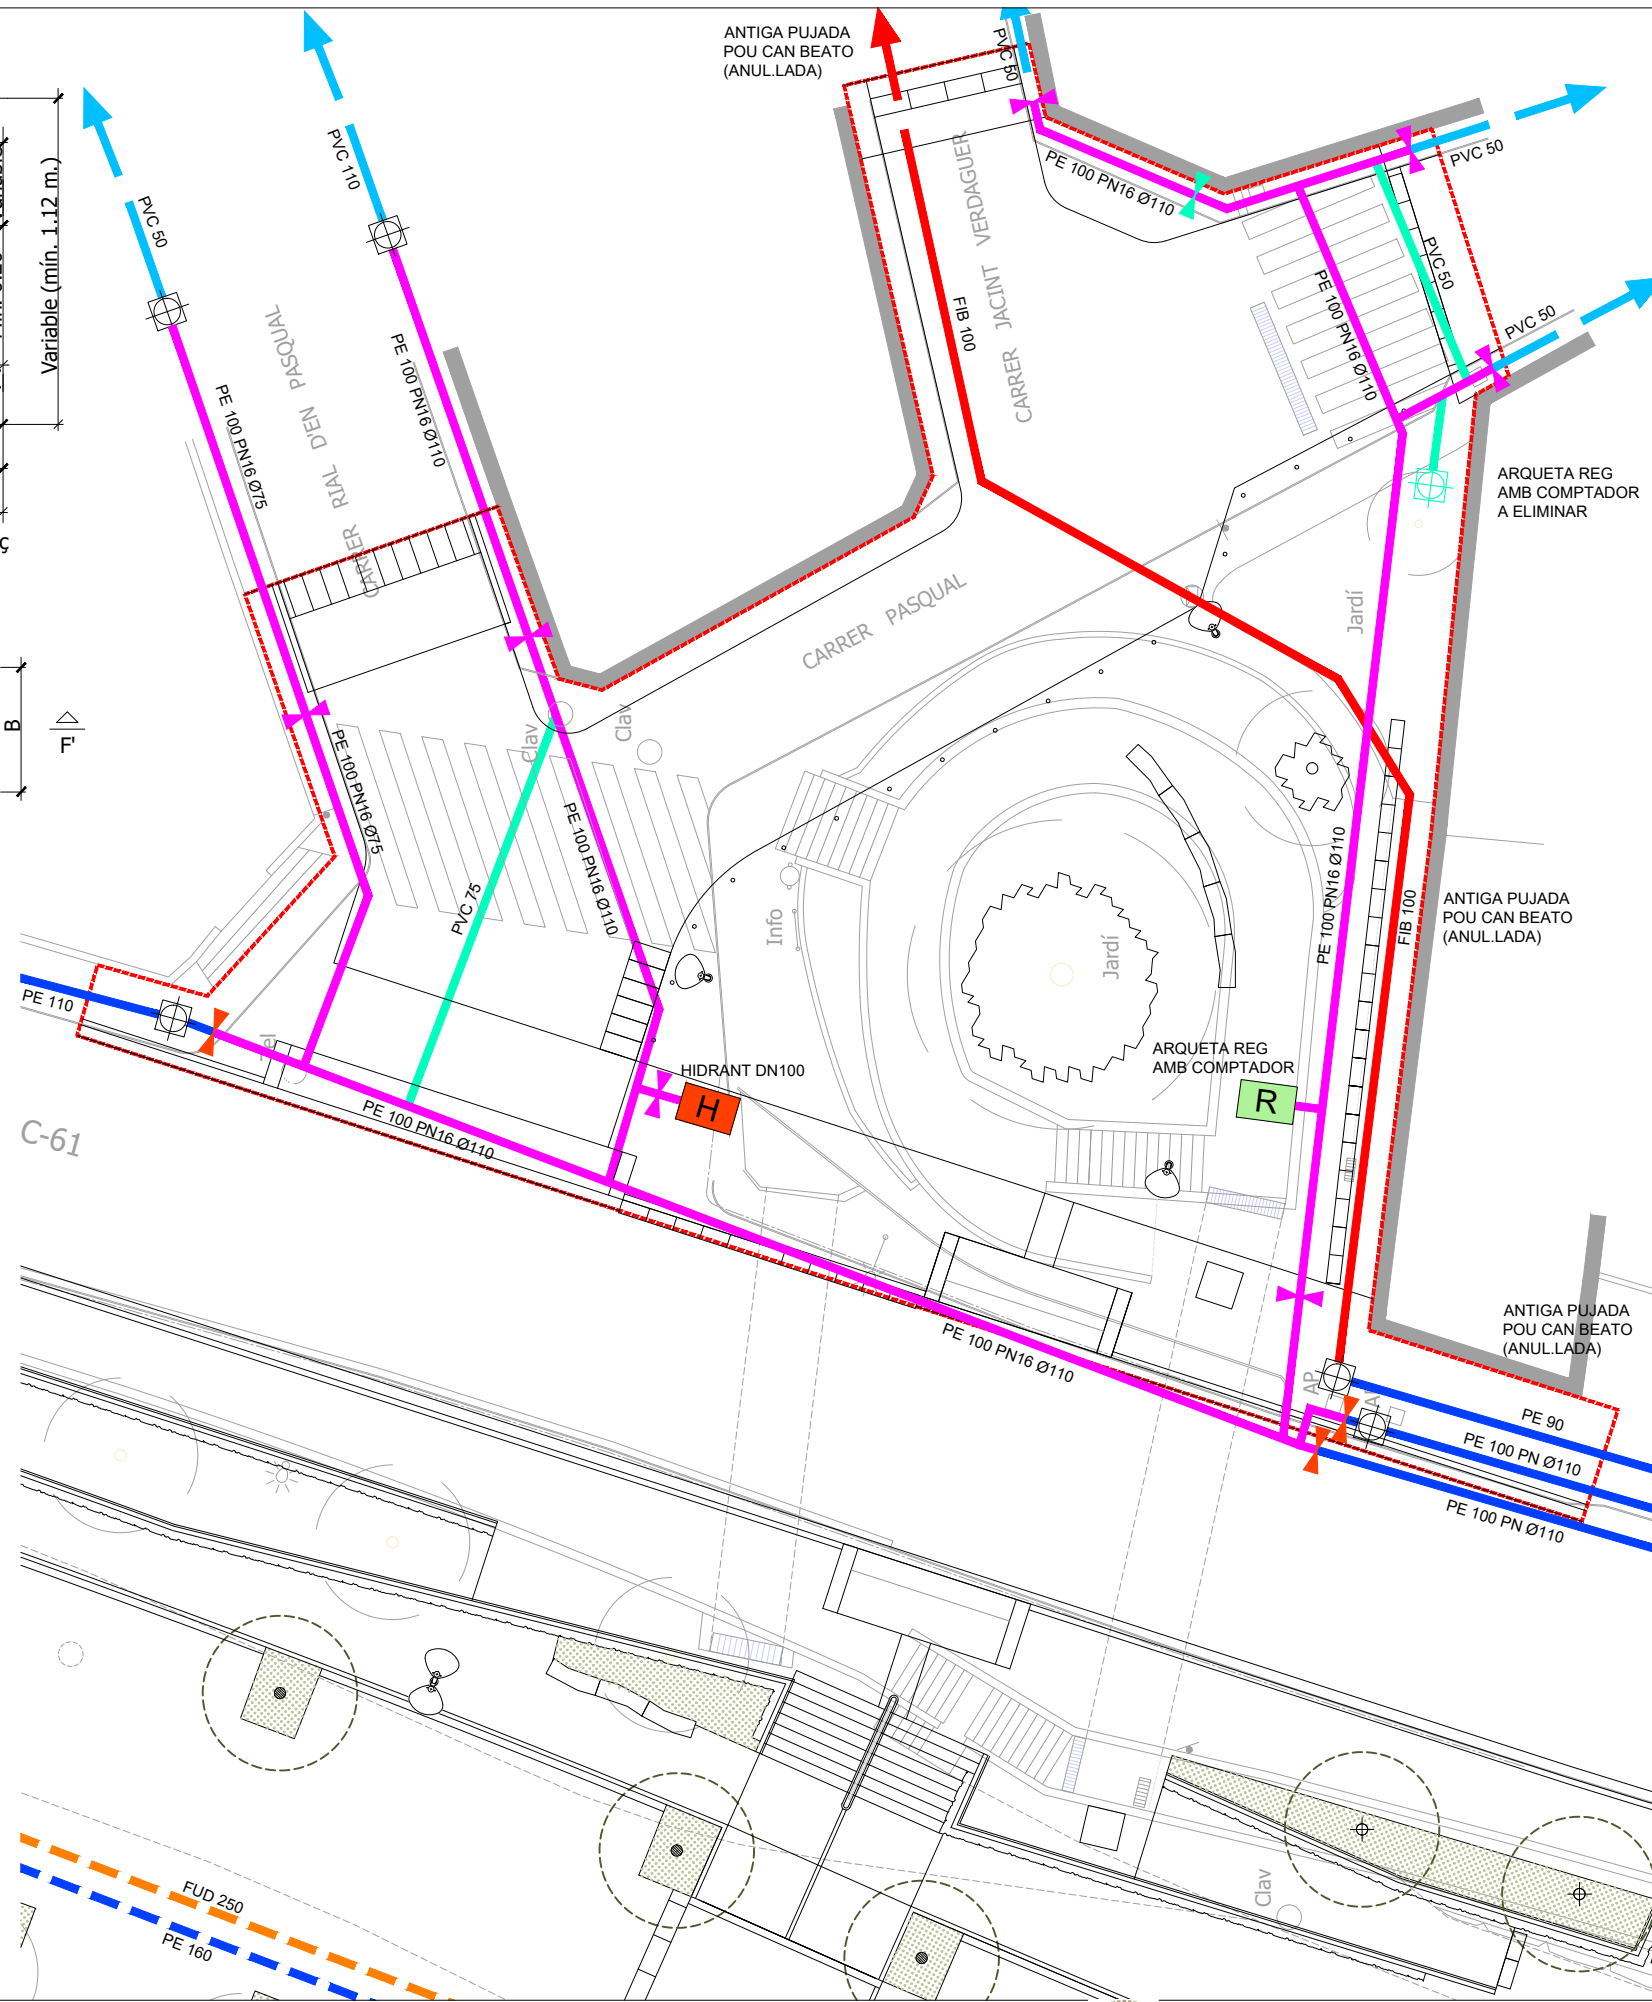 ANTIGA PUJADA
POU CAN BEATO
(ANUL.LADA)
PVC 50
PVC 110
PVC 50
PE 100 PN16 Ø110
PVC 50
PVC 50
PVC 50
Variable (mín. 1.12 m.)
CARRER RIAL D'EN PASQUAL
CARRER JACINT VERDAGUER
FIB 100
PE 100 PN16 Ø110
PE 100 PN16 Ø110
PE 100 PN16 Ø75
ARQUETA REG
AMB COMPTADOR
A ELIMINAR
CARRER PASQUAL
Jardí
B
F'
Clav
Clav
PE 100 PN16 Ø75
PE 100 PN16 Ø110
PVC 75
Info
Jardí
PE 100 PN16 Ø110
FIB 100
ANTIGA PUJADA
POU CAN BEATO
(ANUL.LADA)
PE 110
Tel
HIDRANT DN100
H
ARQUETA REG
AMB COMPTADOR
R
C-61
PE 100 PN16 Ø110
PE 100 PN16 Ø110
ANTIGA PUJADA
POU CAN BEATO
(ANUL.LADA)
AP
PE 90
PE 100 PN Ø110
PE 100 PN Ø110
Clav
FUD 250
PE 160